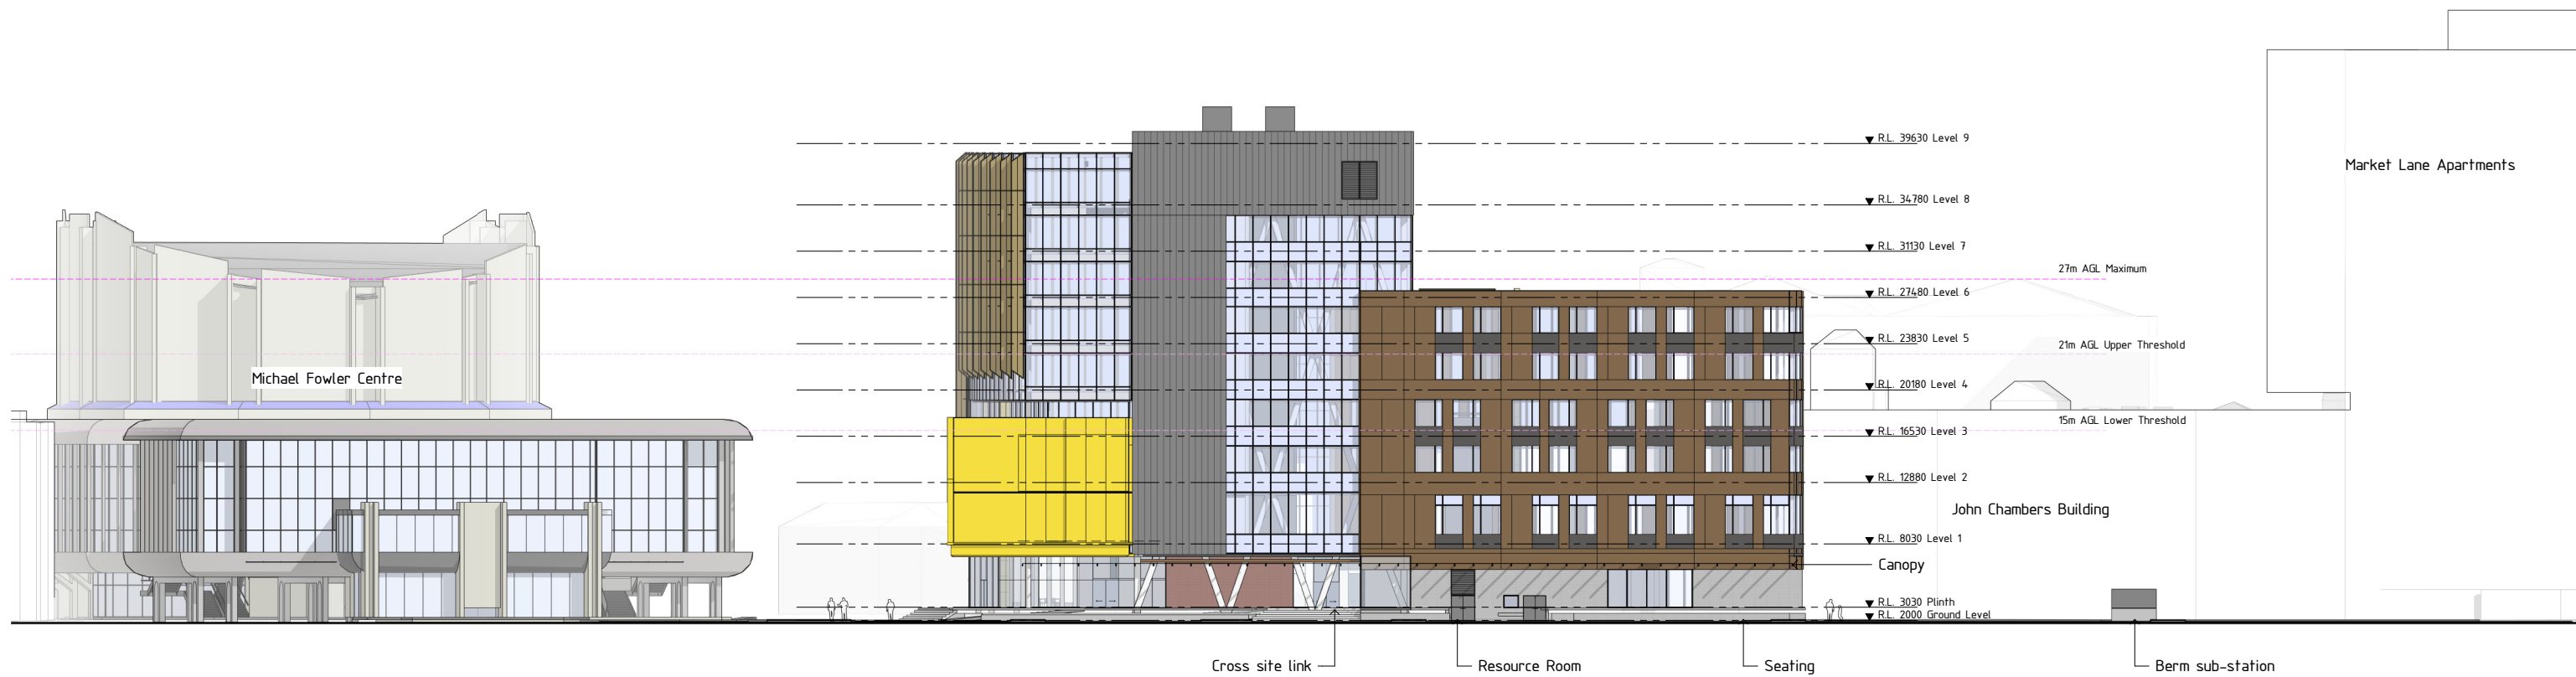 R.L. 39630 Level 9
Market Lane Apartments
R.L. 34780 Level 8
R.L. 31130 Level 7
27m AGL Maximum
R.L. 27480 Level 6
R.L. 23830 Level 5
21m AGL Upper Threshold
Michael Fowler Centre
R.L. 20180 Level 4
15m AGL Lower Threshold
R.L. 16530 Level 3
R.L. 12880 Level 2
John Chambers Building
R.L. 8030 Level 1
Canopy
R.L. 3030 Plinth
R.L. 2000 Ground Level
Cross site link
Resource Room
Seating
Berm sub-station